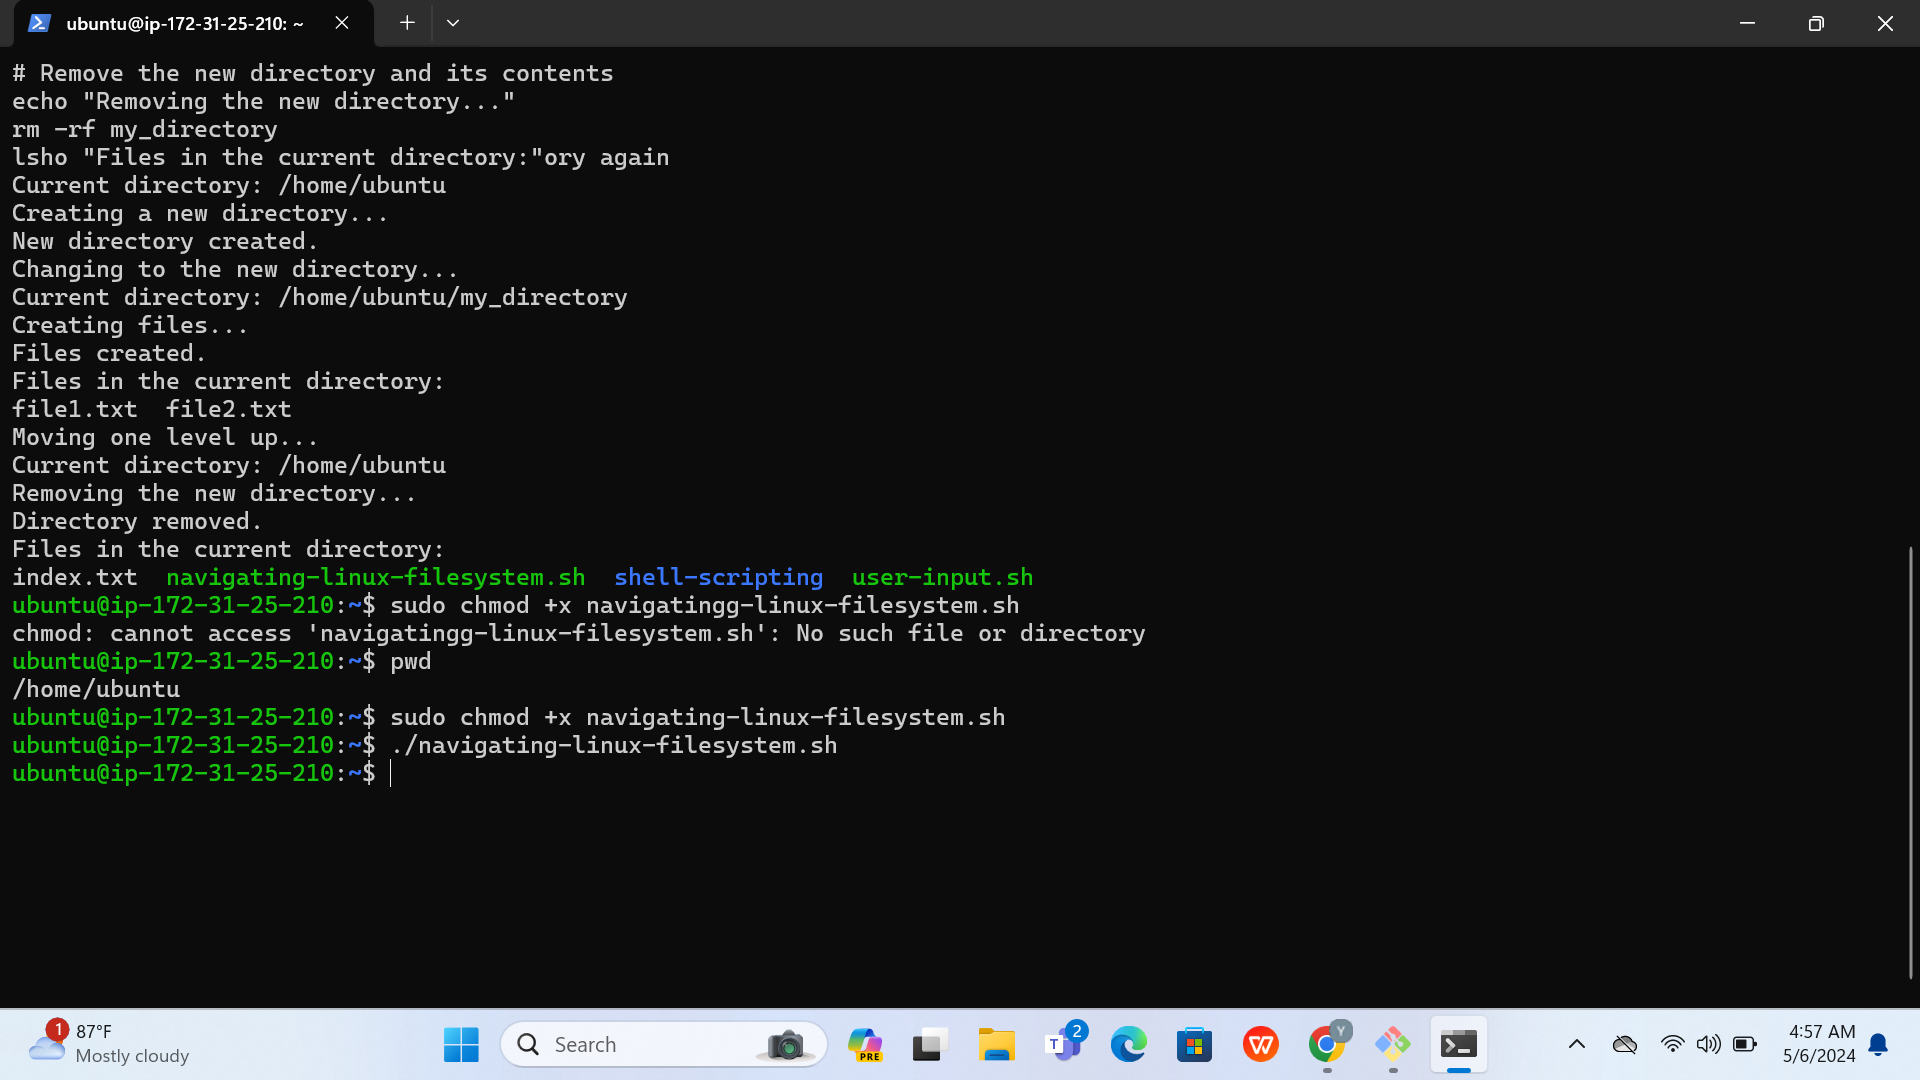 ubuntu@ip-172-31-25-210: ~
# Remove the new directory and its contents
echo "Removing the new directory..."
rm -rf my_directory
lsho "Files in the current directory:"ory again
Current directory: /home/ubuntu
Creating a new directory...
New directory created.
Changing to the new directory...
Current directory: /home/ubuntu/my_directory
Creating files...
Files created.
Files in the current directory:
file1.txt  file2.txt
Moving one level up...
Current directory: /home/ubuntu
Removing the new directory...
Directory removed.
Files in the current directory:
index.txt  navigating-linux-filesystem.sh  shell-scripting  user-input.sh
ubuntu@ip-172-31-25-210:~$ sudo chmod +x navigatingg-linux-filesystem.sh
chmod: cannot access 'navigatingg-linux-filesystem.sh': No such file or directory
ubuntu@ip-172-31-25-210:~$ pwd
/home/ubuntu
ubuntu@ip-172-31-25-210:~$ sudo chmod +x navigating-linux-filesystem.sh
ubuntu@ip-172-31-25-210:~$ ./navigating-linux-filesystem.sh
ubuntu@ip-172-31-25-210:~$
1
87°F
Mostly cloudy
Search
PRE
T
2
W
Y
4:57 AM
5/6/2024